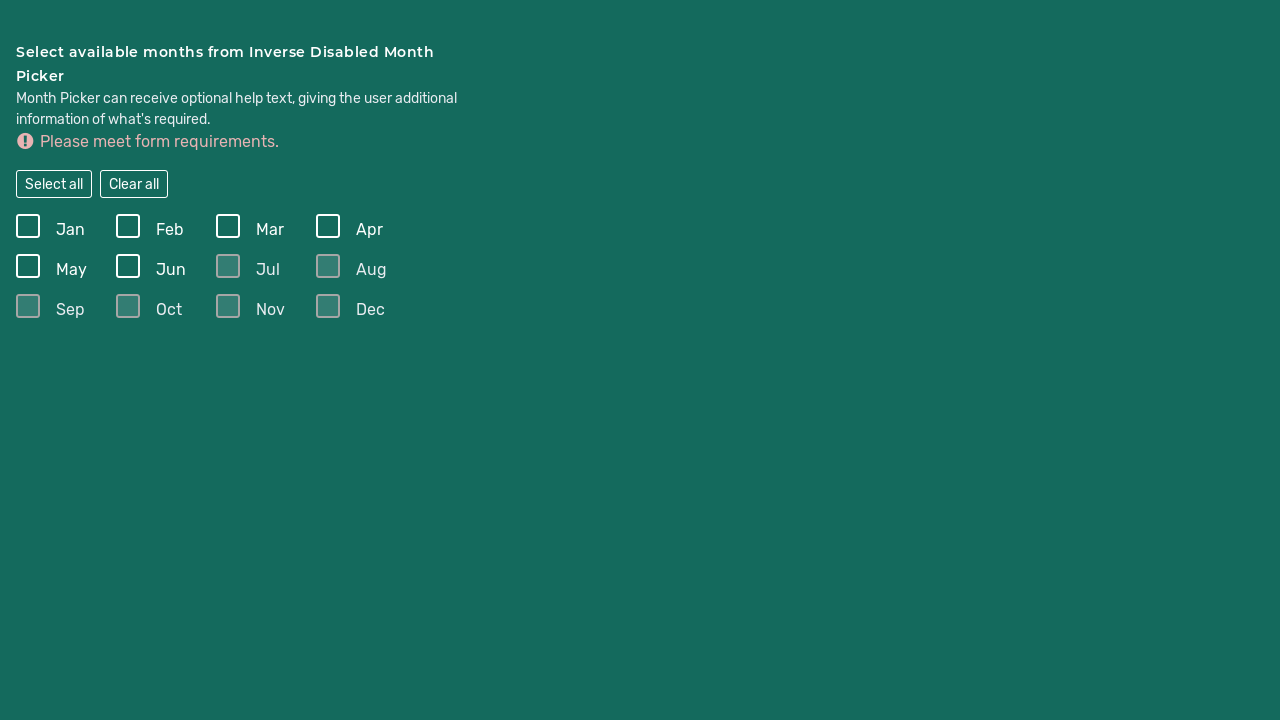 Select available months from Inverse Disabled Month
Picker
Month Picker can receive optional help text, giving the user additional
information of what's required.
Please meet form requirements.
Select all Clear all
Jan Feb Mar Apr
May Jun Jul Aug
Sep Oct Nov Dec